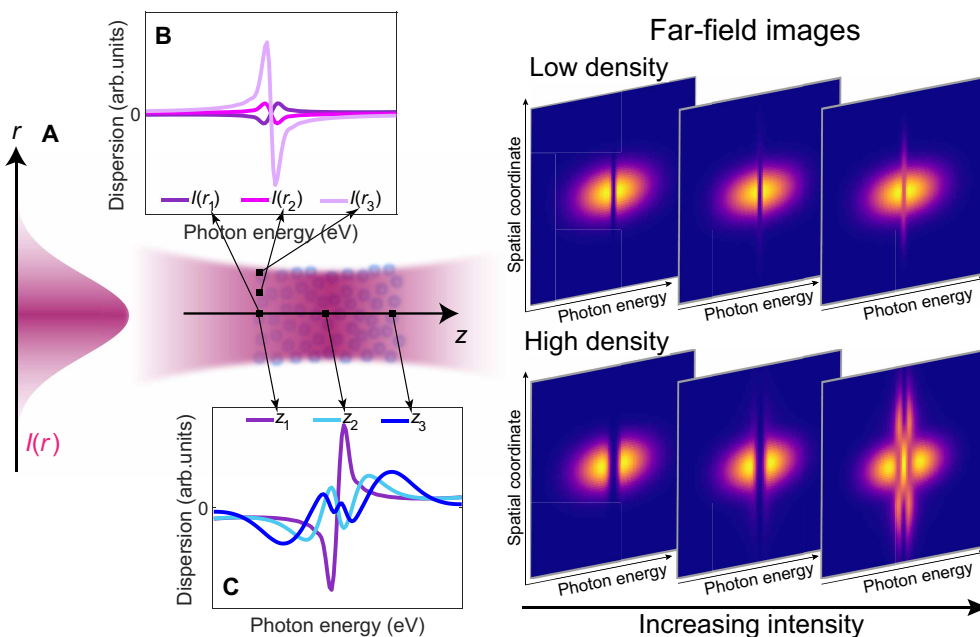 A
r
I(r)
z
B
Dispersion (arb.units)
0
I(r1) I(r2) I(r3)
Photon energy (eV)
z1 z2 z3
Dispersion (arb.units)
0
C
Photon energy (eV)
Far-field images
Low density
Spatial coordinate
Photon energy
Photon energy
Photon energy
High density
Spatial coordinate
Photon energy
Photon energy
Photon energy
Increasing intensity